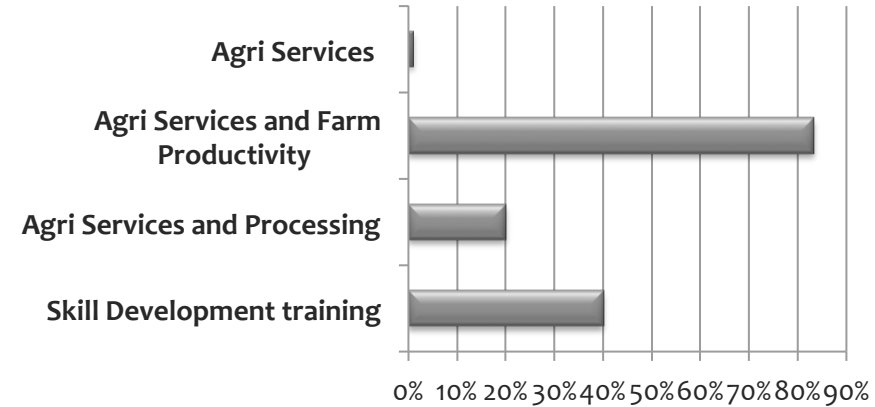 Agri Services
Agri Services and Farm
Productivity
Agri Services and Processing
Skill Development training
0% 10% 20% 30% 40% 50% 60% 70% 80% 90%